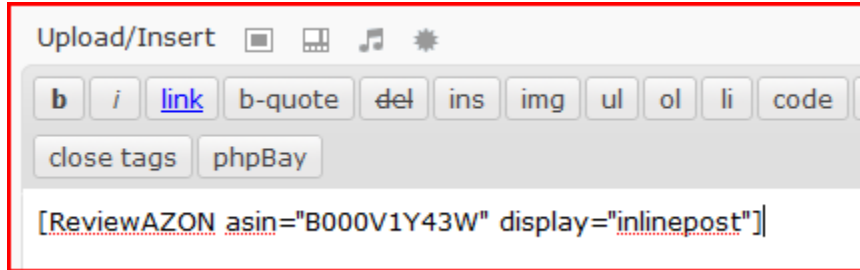 Upload/Insert
b i link b-quote del ins img ul ol li code
close tags phpBay
[ReviewAZON asin="B000V1Y43W" display="inlinepost"]